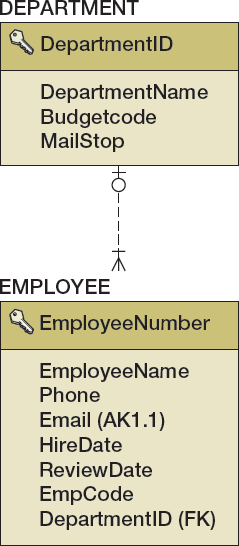 DEPARTMENT
DepartmentID
DepartmentName
Budgetcode
MailStop
EMPLOYEE
EmployeeNumber
EmployeeName
Phone
Email (AK1.1)
HireDate
ReviewDate
EmpCode
DepartmentID (FK)